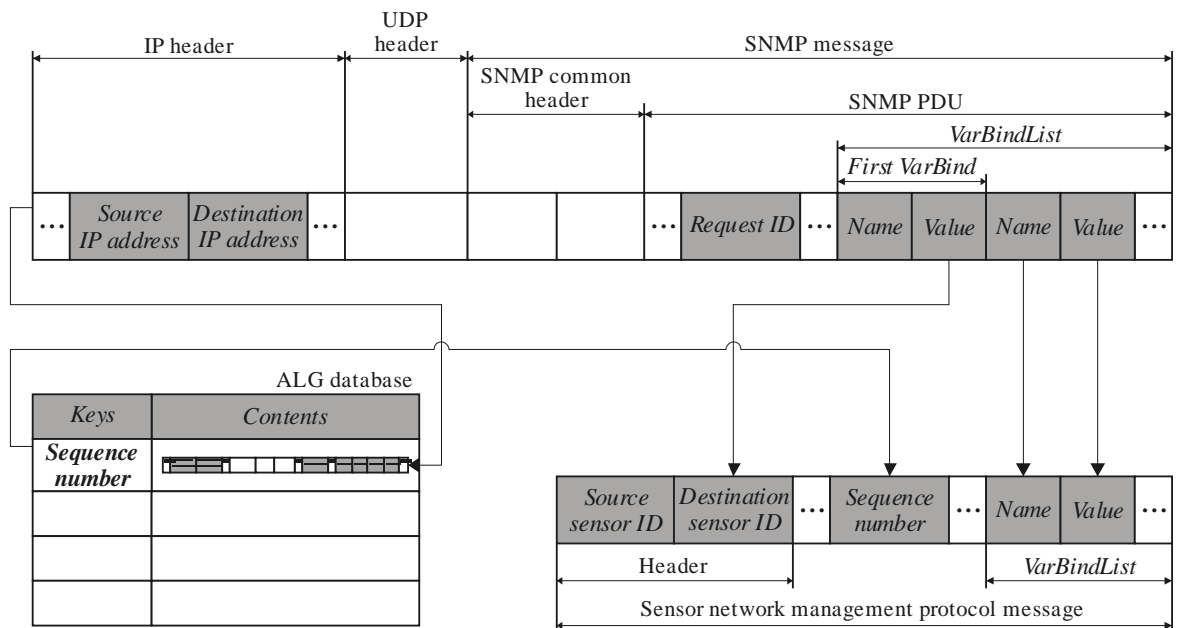 UDP
header
IP header
SNMP message
SNMP common
header
SNMP PDU
VarBindList
First VarBind
... Source
IP address
Destination
IP address ...
... Request ID ... Name Value Name Value ...
ALG database
Keys Contents
Sequence
number
Source
sensor ID
Destination
sensor ID ... Sequence
number ... Name Value ...
Header
VarBindList
Sensor network management protocol message